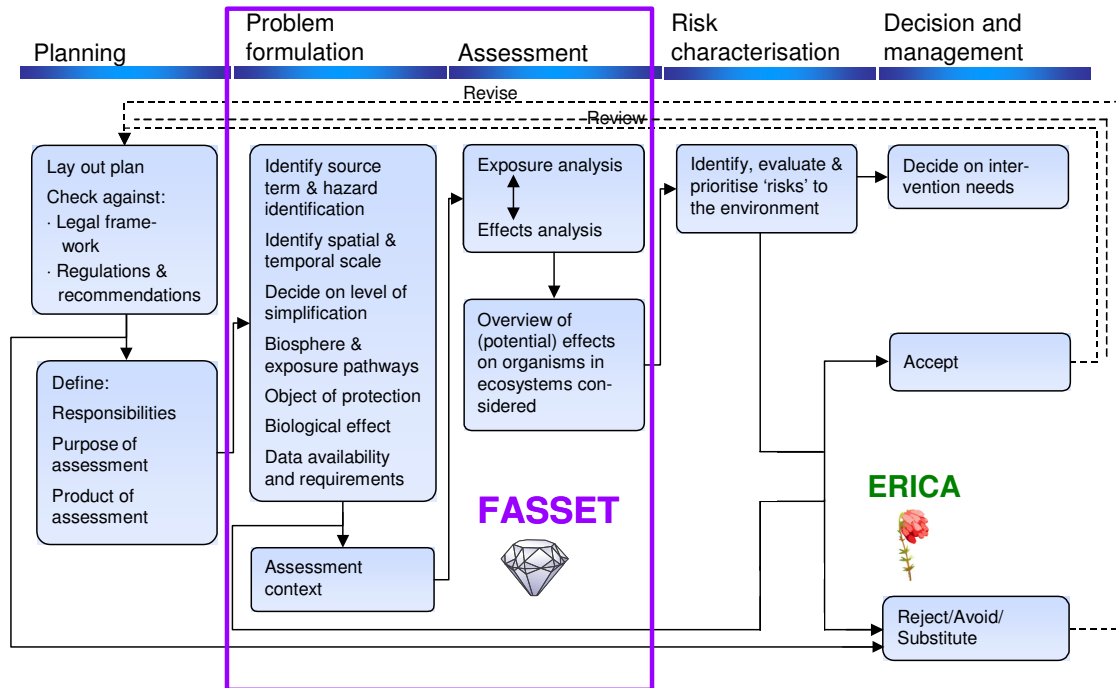 Planning
Problem
formulation
Assessment
Risk
characterisation
Decision and
management
Revise
Review
Lay out plan
Check against:
· Legal frame-
work
· Regulations &
recommendations
Define:
Responsibilities
Purpose of
assessment
Product of
assessment
Identify source
term & hazard
identification
Identify spatial &
temporal scale
Decide on level of
simplification
Biosphere &
exposure pathways
Object of protection
Biological effect
Data availability
and requirements
Assessment
context
Exposure analysis
Effects analysis
Overview of
(potential) effects
on organisms in
ecosystems con-
sidered
FASSET
Identify, evaluate &
prioritise ‘risks’ to
the environment
Decide on inter-
vention needs
Accept
ERICA
Reject/Avoid/
Substitute